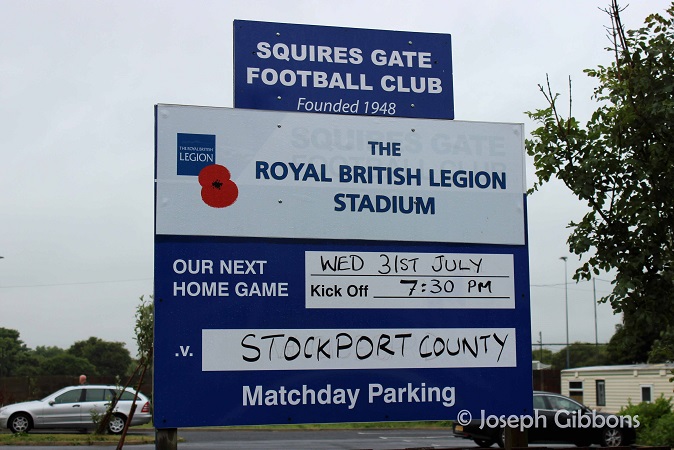 SQUIRES GATE
FOOTBALL CLUB
Founded 1948
THE ROYAL BRITISH
LEGION
THE
ROYAL BRITISH LEGION
STADIUM
OUR NEXT
HOME GAME
WED 31ST JULY
Kick Off 7:30 PM
.v. STOCKPORT COUNTY
Matchday Parking
© Joseph Gibbons